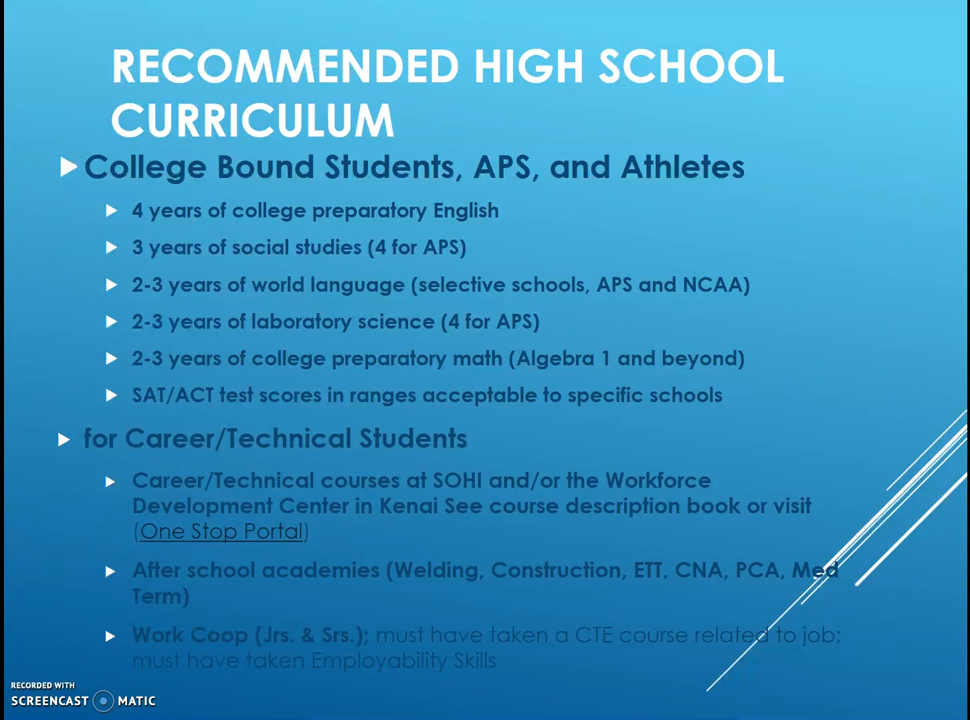 RECOMMENDED HIGH SCHOOL
CURRICULUM
College Bound Students, APS, and Athletes
4 years of college preparatory English
3 years of social studies (4 for APS)
2-3 years of world language (selective schools, APS and NCAA)
2-3 years of laboratory science (4 for APS)
2-3 years of college preparatory math (Algebra 1 and beyond)
SAT/ACT test scores in ranges acceptable to specific schools
for Career/Technical Students
Career/Technical courses at SOHI and/or the Workforce
Development Center in Kenai See course description book or visit
(One Stop Portal)
After school academies (Welding, Construction, ETT, CNA, PCA, Med
Term)
Work Coop (Jrs. & Srs.); must have taken a CTE course related to job;
must have taken Employability Skills
RECORDED WITH
SCREENCAST MATIC